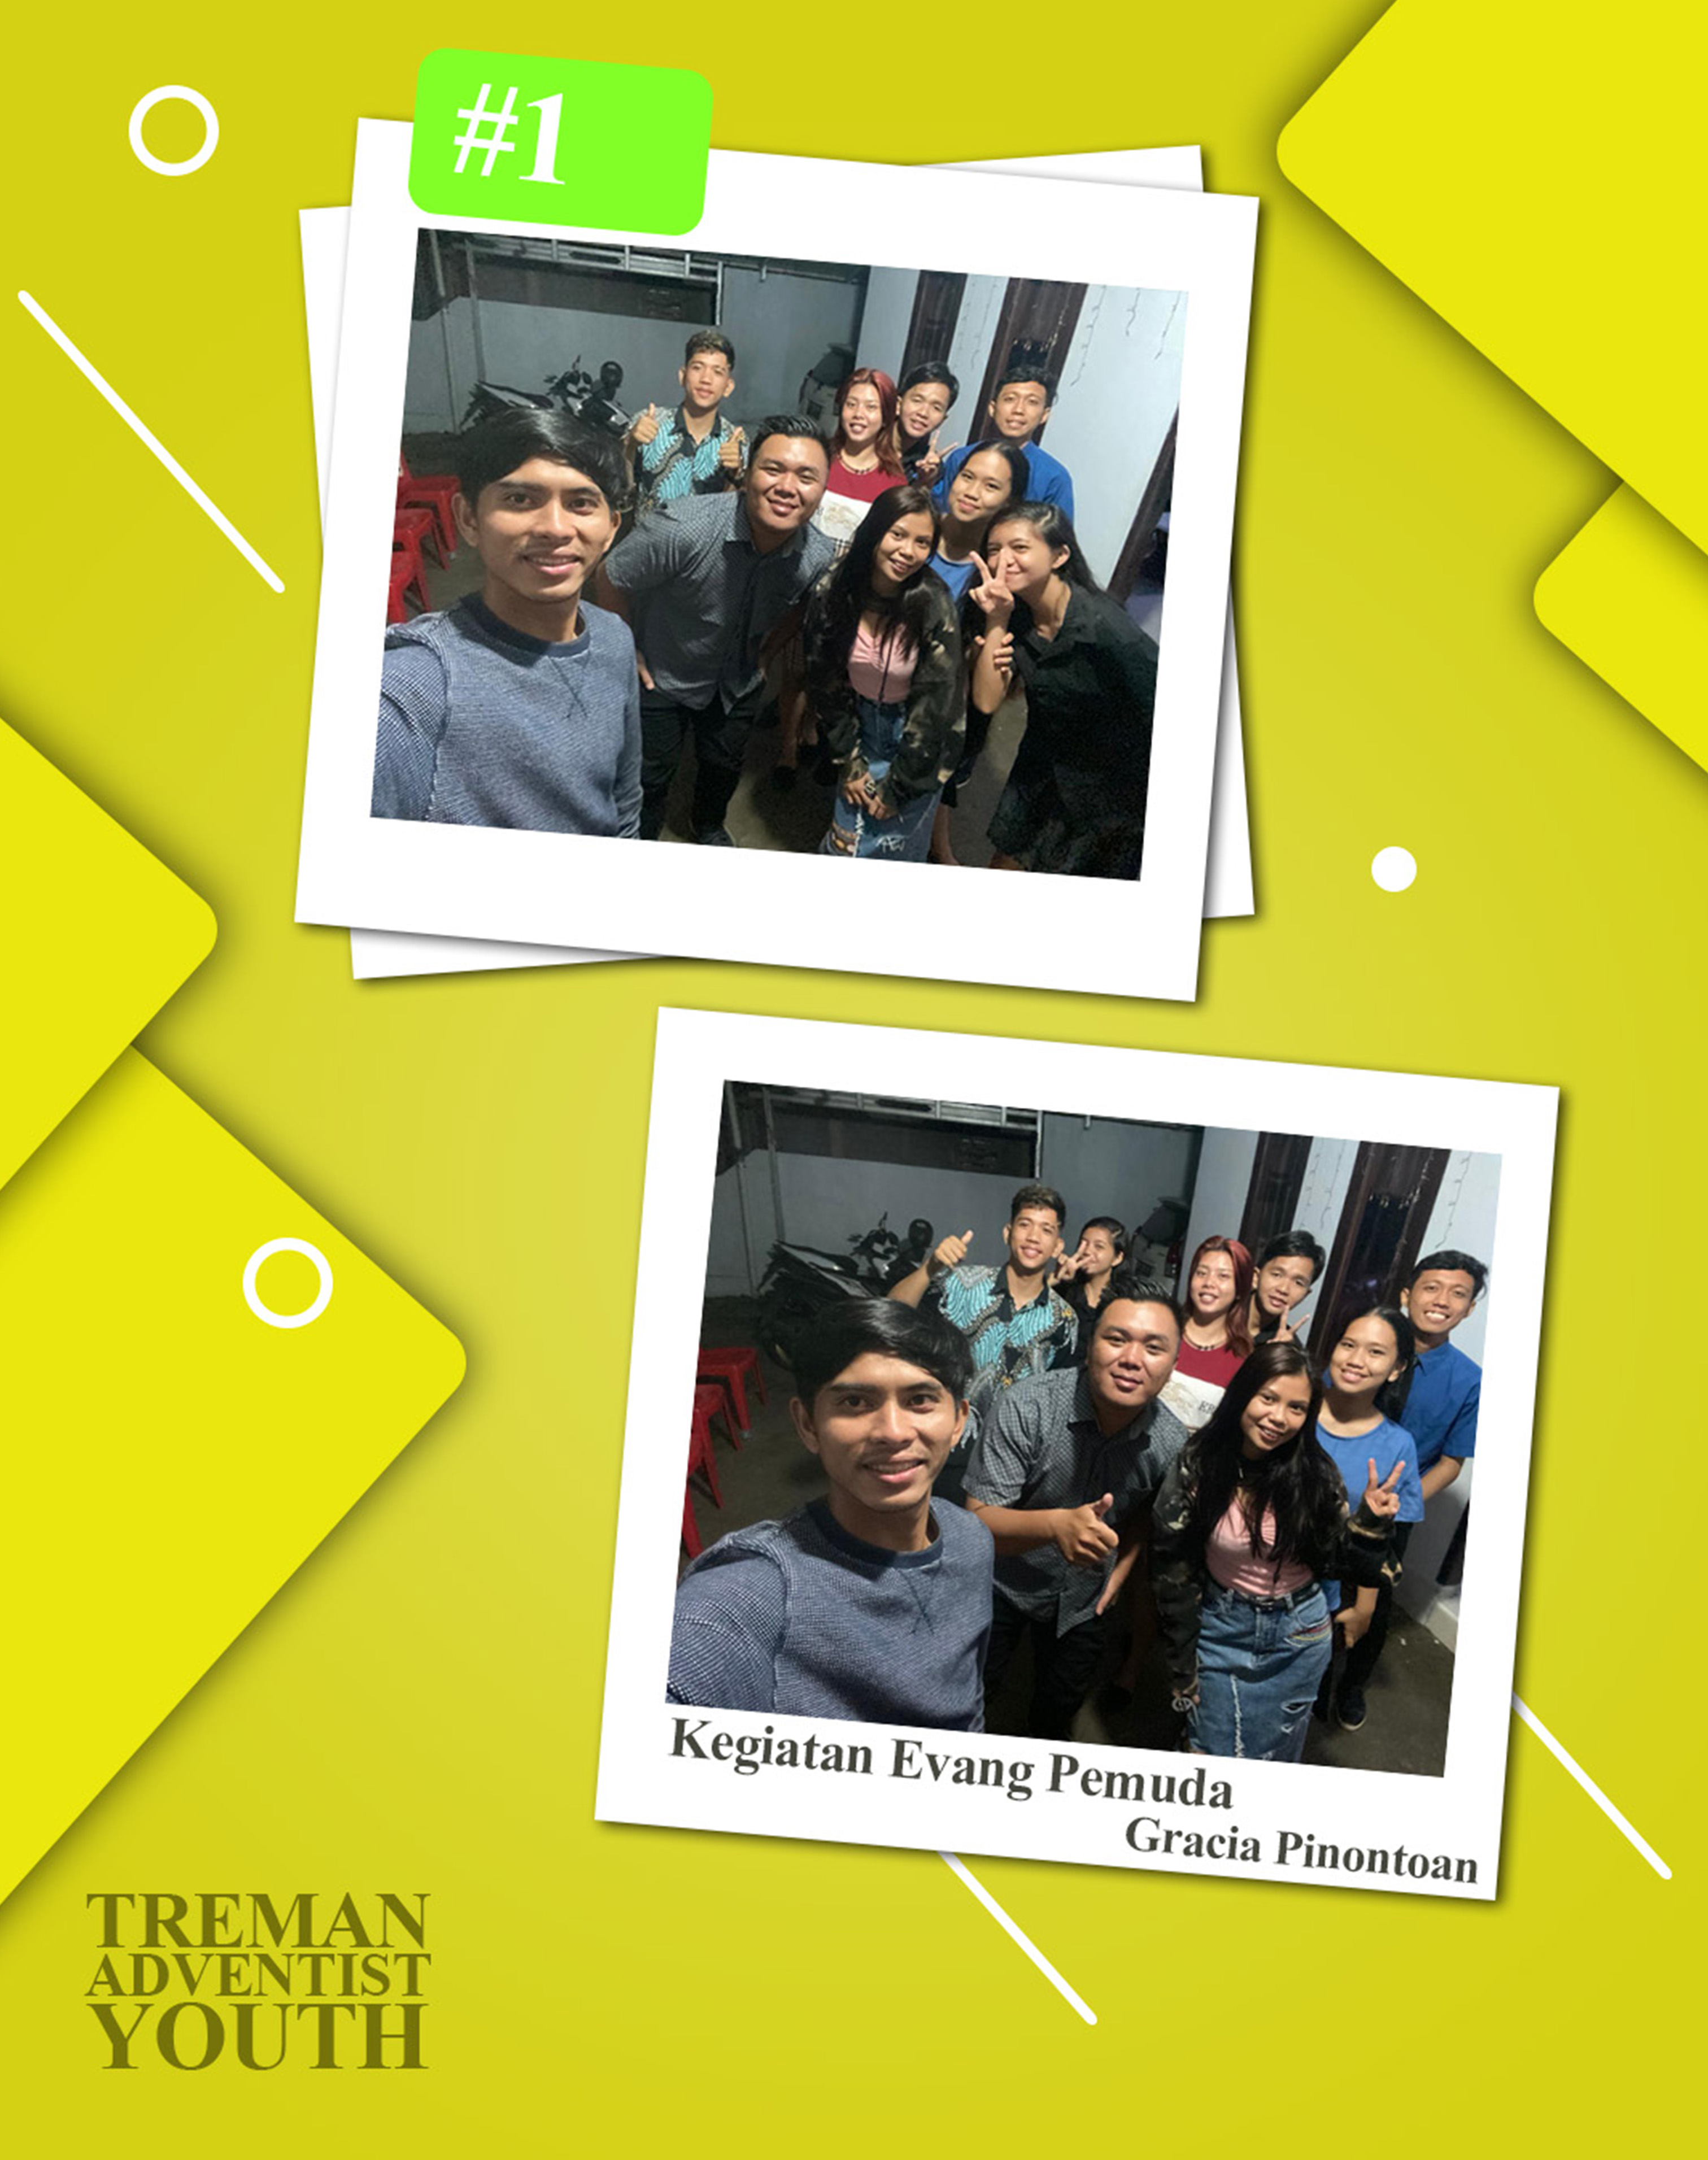 #1
Kegiatan Evang Pemuda
Gracia Pinontoan
TREMAN
ADVENTIST
YOUTH